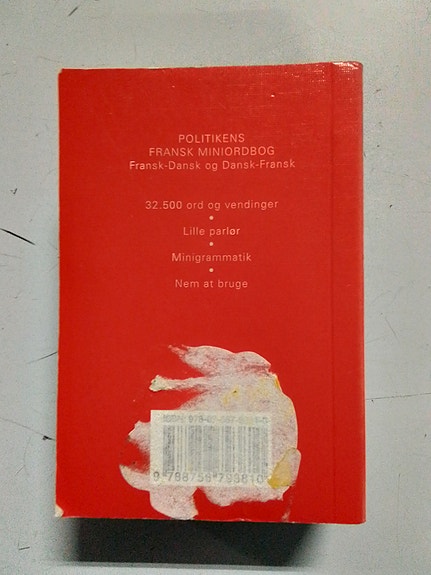 POLITIKENS
FRANSK MINIORDBOG
Fransk-Dansk og Dansk-Fransk
32.500 ord og vendinger
Lille parlør
Minigrammatik
Nem at bruge